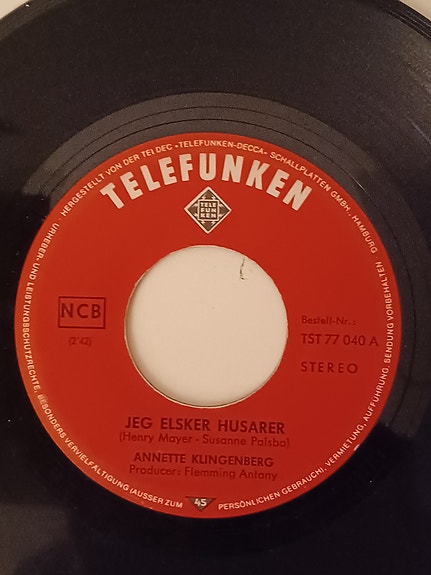 · HERGESTELLT VON DER TELDEC »TELEFUNKEN-DECCA« SCHALLPLATTEN GMBH., HAMBURG ·
TELEFUNKEN
TELE
FUN
KEN
NCB
(2'42)
Bestell-Nr.:
TST 77 040 A
STEREO
JEG ELSKER HUSARER
(Henry Mayer - Susanne Palsbo)
ANNETTE KLINGENBERG
Producer: Flemming Antony
URHEBER- UND LEISTUNGSSCHUTZRECHTE, BESONDERS VERVIELFÄLTIGUNG (AUSSER ZUM 45 PERSÖNLICHEN GEBRAUCH), VERMIETUNG, AUFFÜHRUNG, SENDUNG VORBEHALTEN